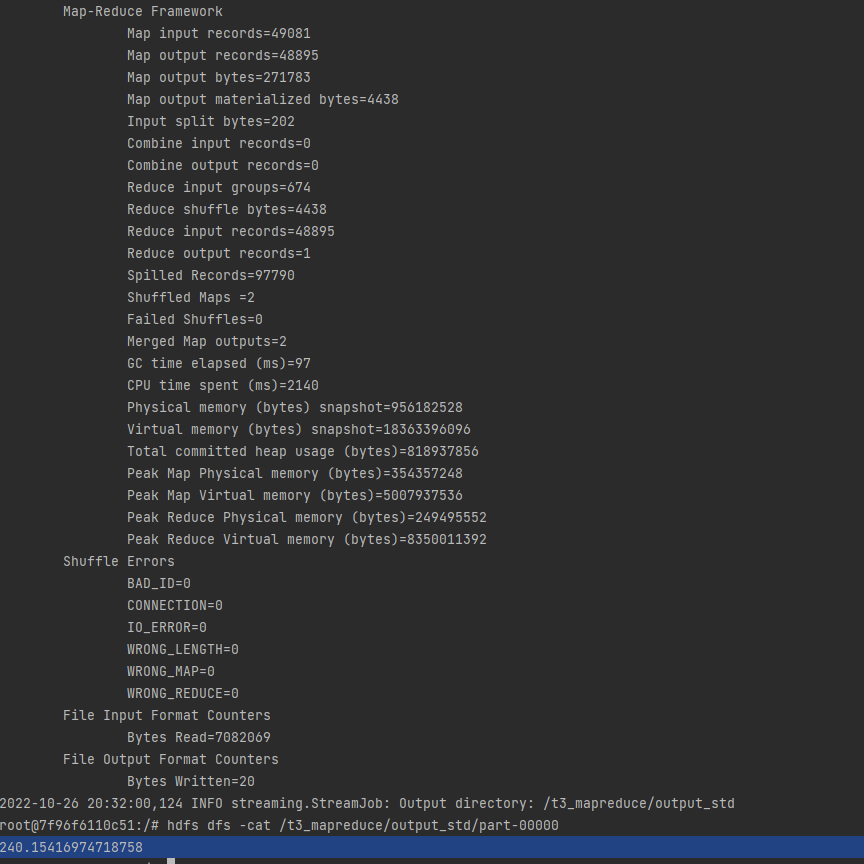 Map-Reduce Framework
Map input records=49081
Map output records=48895
Map output bytes=271783
Map output materialized bytes=4438
Input split bytes=202
Combine input records=0
Combine output records=0
Reduce input groups=674
Reduce shuffle bytes=4438
Reduce input records=48895
Reduce output records=1
Spilled Records=97790
Shuffled Maps =2
Failed Shuffles=0
Merged Map outputs=2
GC time elapsed (ms)=97
CPU time spent (ms)=2140
Physical memory (bytes) snapshot=956182528
Virtual memory (bytes) snapshot=18363396096
Total committed heap usage (bytes)=818937856
Peak Map Physical memory (bytes)=354357248
Peak Map Virtual memory (bytes)=5007937536
Peak Reduce Physical memory (bytes)=249495552
Peak Reduce Virtual memory (bytes)=8350011392
Shuffle Errors
BAD_ID=0
CONNECTION=0
IO_ERROR=0
WRONG_LENGTH=0
WRONG_MAP=0
WRONG_REDUCE=0
File Input Format Counters
Bytes Read=7082069
File Output Format Counters
Bytes Written=20
2022-10-26 20:32:00,124 INFO streaming.StreamJob: Output directory: /t3_mapreduce/output_std
root@7f96f6110c51:/# hdfs dfs -cat /t3_mapreduce/output_std/part-00000
240.15416974718758